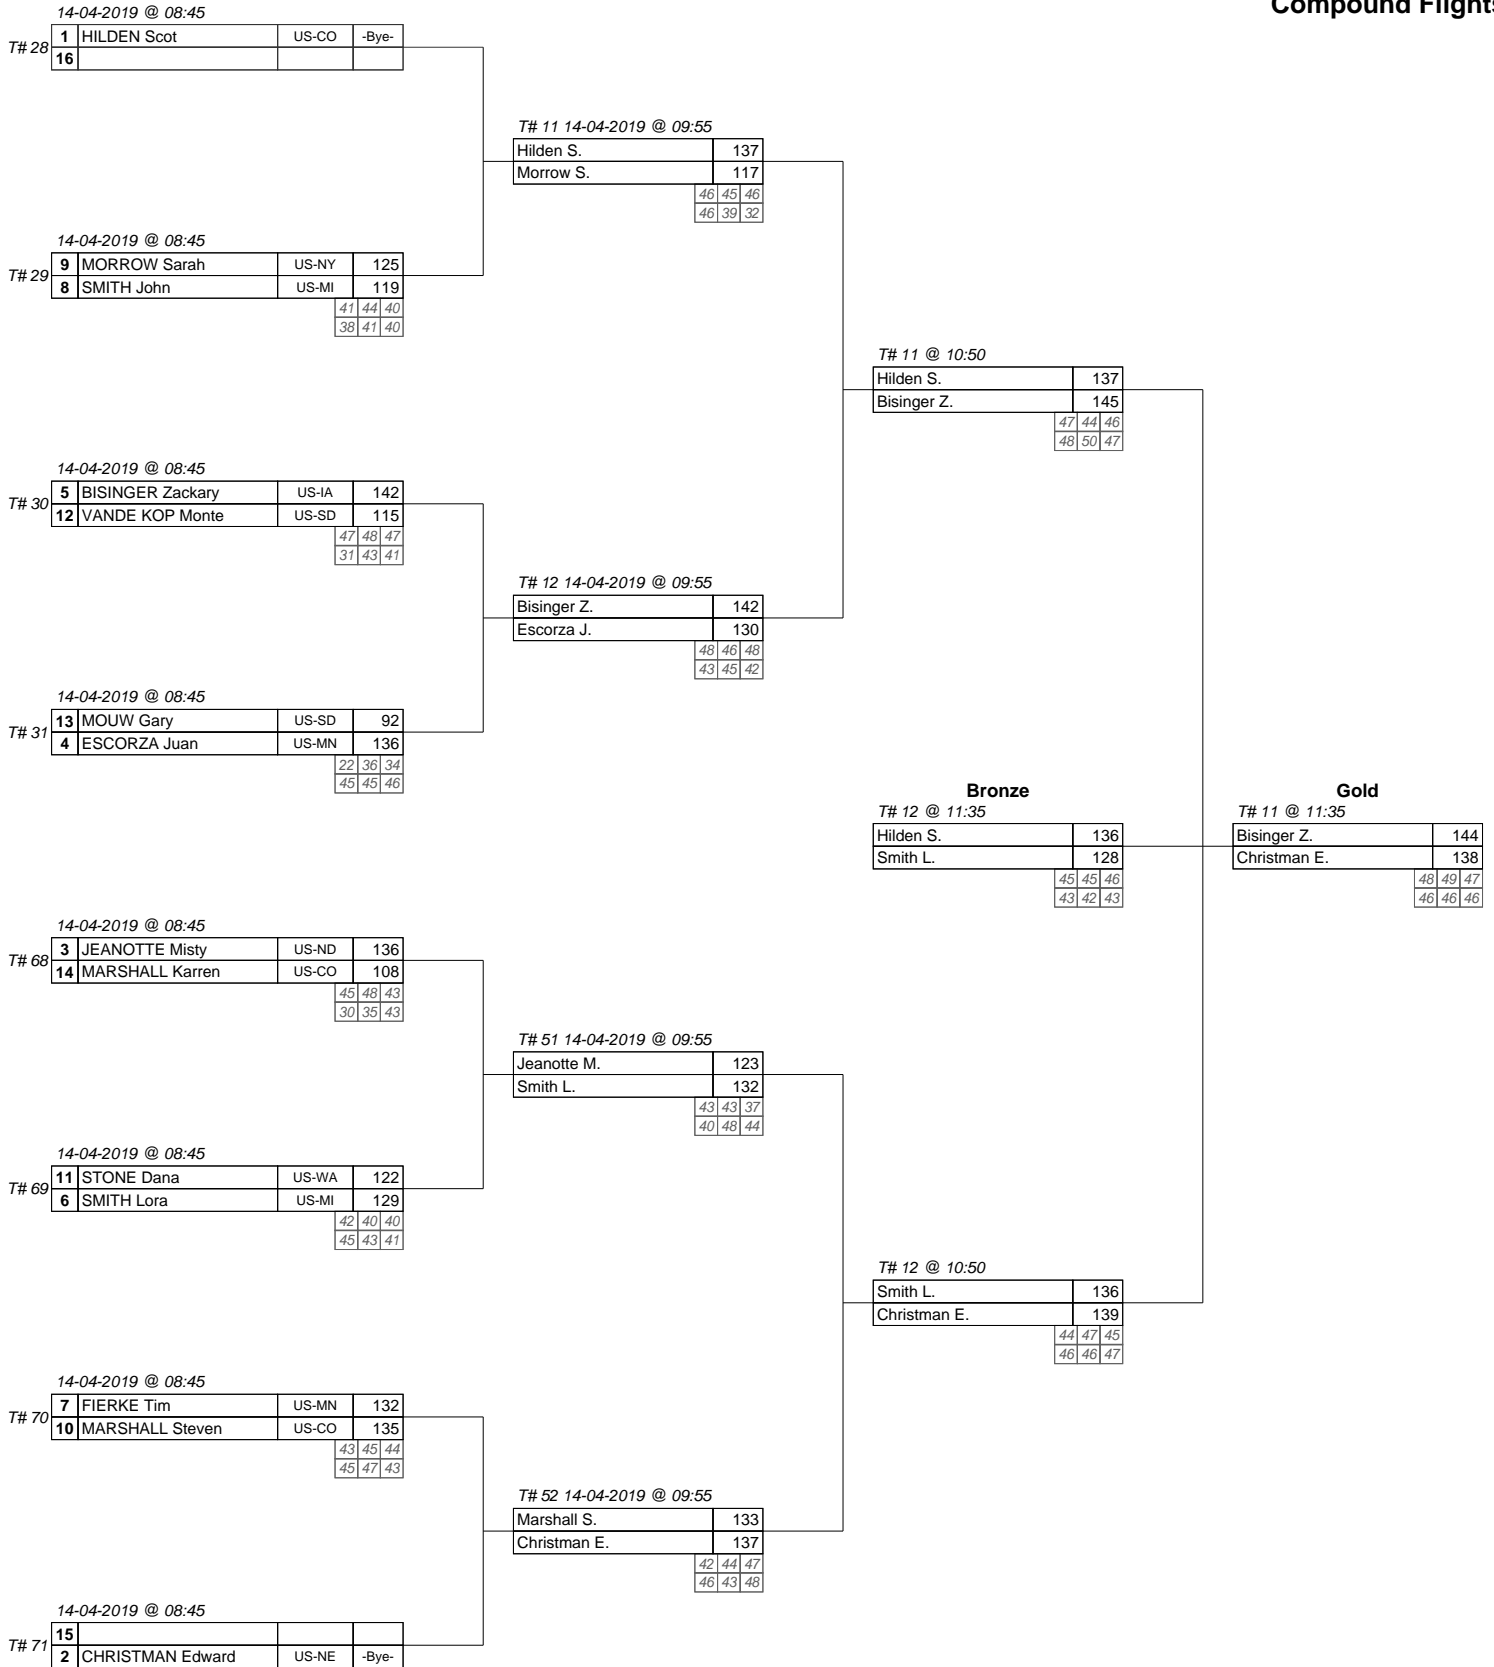 Compound Flights
14-04-2019 @ 08:45
T# 28
1 HILDEN Scot US-CO -Bye-
16
T# 11 14-04-2019 @ 09:55
Hilden S. 137
Morrow S. 117
46 45 46
46 39 32
14-04-2019 @ 08:45
T# 29
9 MORROW Sarah US-NY 125
8 SMITH John US-MI 119
41 44 40
38 41 40
T# 11 @ 10:50
Hilden S. 137
Bisinger Z. 145
47 44 46
48 50 47
14-04-2019 @ 08:45
T# 30
5 BISINGER Zackary US-IA 142
12 VANDE KOP Monte US-SD 115
47 48 47
31 43 41
T# 12 14-04-2019 @ 09:55
Bisinger Z. 142
Escorza J. 130
48 46 48
43 45 42
14-04-2019 @ 08:45
T# 31
13 MOUW Gary US-SD 92
4 ESCORZA Juan US-MN 136
22 36 34
45 45 46
Bronze
T# 12 @ 11:35
Hilden S. 136
Smith L. 128
45 45 46
43 42 43
Gold
T# 11 @ 11:35
Bisinger Z. 144
Christman E. 138
48 49 47
46 46 46
14-04-2019 @ 08:45
T# 68
3 JEANOTTE Misty US-ND 136
14 MARSHALL Karren US-CO 108
45 48 43
30 35 43
T# 51 14-04-2019 @ 09:55
Jeanotte M. 123
Smith L. 132
43 43 37
40 48 44
14-04-2019 @ 08:45
T# 69
11 STONE Dana US-WA 122
6 SMITH Lora US-MI 129
42 40 40
45 43 41
T# 12 @ 10:50
Smith L. 136
Christman E. 139
44 47 45
46 46 47
14-04-2019 @ 08:45
T# 70
7 FIERKE Tim US-MN 132
10 MARSHALL Steven US-CO 135
43 45 44
45 47 43
T# 52 14-04-2019 @ 09:55
Marshall S. 133
Christman E. 137
42 44 47
46 43 48
14-04-2019 @ 08:45
T# 71
15
2 CHRISTMAN Edward US-NE -Bye-